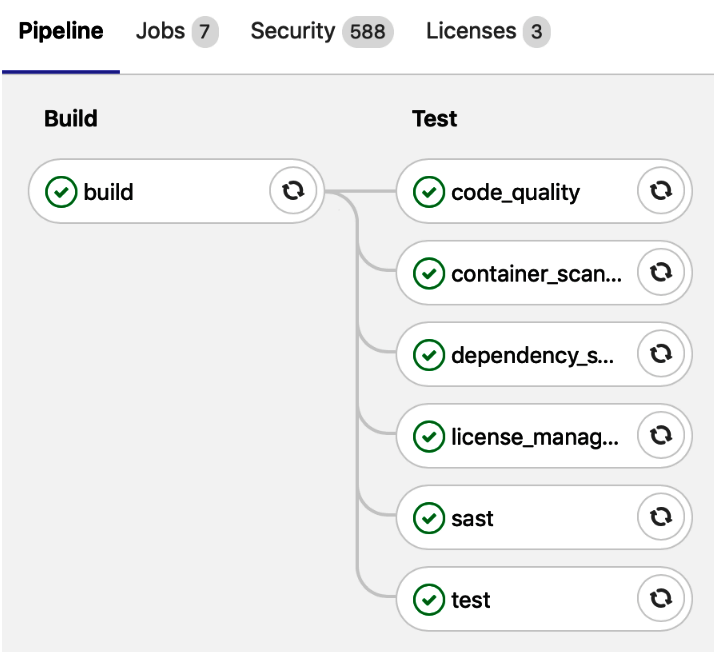 Pipeline Jobs 7 Security 588 Licenses 3
Build Test
build code_quality
container_scan...
dependency_s...
license_manag...
sast
test